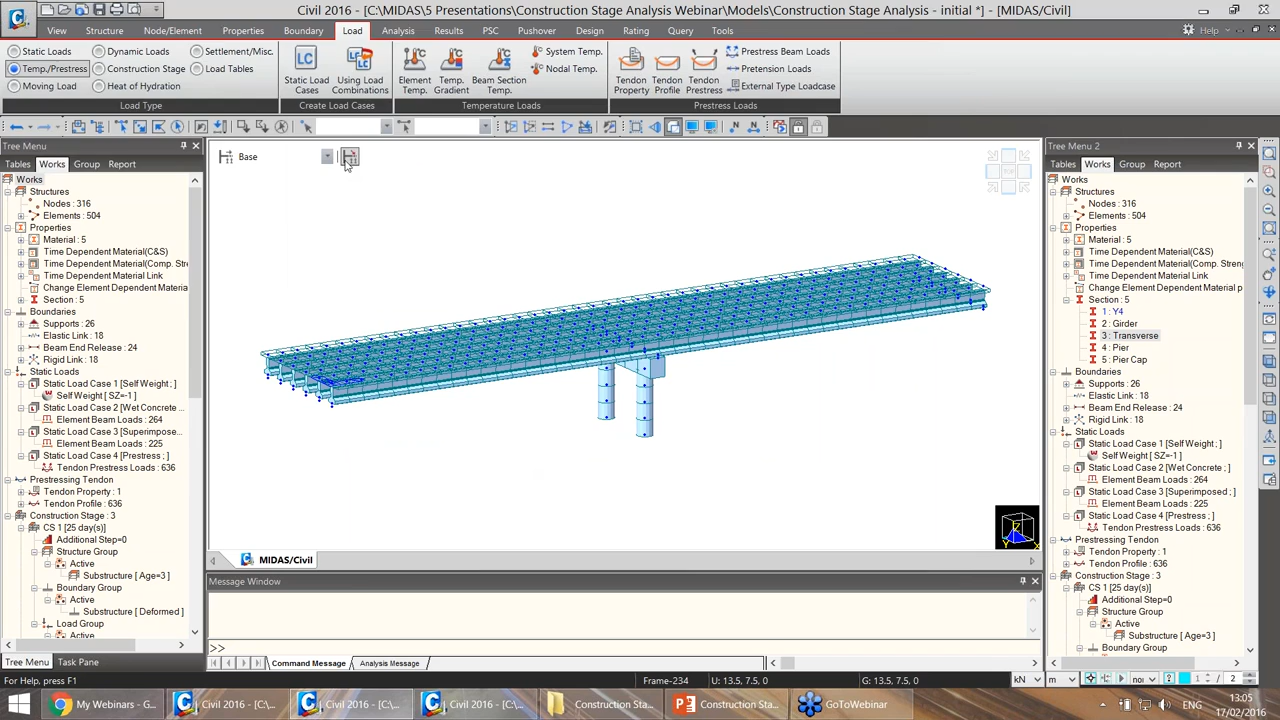 Civil 2016 - [C:\MIDAS\5 Presentations\Construction Stage Analysis Webinar\Models\Construction Stage Analysis - initial *] - [MIDAS/Civil]
View Structure Node/Element Properties Boundary Load Analysis Results PSC Pushover Design Rating Query Tools Help
Static Loads Dynamic Loads Settlement/Misc.
Temp./Prestress Construction Stage Load Tables
Moving Load Heat of Hydration
Load Type
Static Load Cases
Using Load Combinations
Create Load Cases
Element Temp.
Temp. Gradient
Beam Section Temp.
System Temp.
Nodal Temp.
Temperature Loads
Tendon Property
Tendon Profile
Tendon Prestress
Prestress Beam Loads
Pretension Loads
External Type Loadcase
Prestress Loads
Tree Menu
Tables Works Group Report
Works
Structures
Nodes : 316
Elements : 504
Properties
Material : 5
Time Dependent Material(C&S)
Time Dependent Material(Comp. Stre
Time Dependent Material Link
Change Element Dependent Materia
Section : 5
Boundaries
Supports : 26
Elastic Link : 18
Beam End Release : 24
Rigid Link : 18
Static Loads
Static Load Case 1 [Self Weight ; ]
Self Weight [ SZ=-1 ]
Static Load Case 2 [Wet Concrete ...
Element Beam Loads : 264
Static Load Case 3 [Superimpose...
Element Beam Loads : 225
Static Load Case 4 [Prestress ; ]
Tendon Prestress Loads : 636
Prestressing Tendon
Tendon Property : 1
Tendon Profile : 636
Construction Stage : 3
CS 1 [25 day(s)]
Additional Step=0
Structure Group
Active
Substructure [ Age=3 ]
Boundary Group
Active
Substructure [ Deformed ]
Load Group
Active
Tree Menu Task Pane
Base
TOP
MIDAS/Civil
Message Window
>>
Command Message Analysis Message
Tree Menu 2
Tables Works Group Report
Works
Structures
Nodes : 316
Elements : 504
Properties
Material : 5
Time Dependent Material(C&S)
Time Dependent Material(Comp. Streng
Time Dependent Material Link
Change Element Dependent Material p
Section : 5
1 : Y4
2 : Girder
3 : Transverse
4 : Pier
5 : Pier Cap
Boundaries
Supports : 26
Elastic Link : 18
Beam End Release : 24
Rigid Link : 18
Static Loads
Static Load Case 1 [Self Weight ; ]
Self Weight [ SZ=-1 ]
Static Load Case 2 [Wet Concrete ; ]
Element Beam Loads : 264
Static Load Case 3 [Superimposed ; ]
Element Beam Loads : 225
Static Load Case 4 [Prestress ; ]
Tendon Prestress Loads : 636
Prestressing Tendon
Tendon Property : 1
Tendon Profile : 636
Construction Stage : 3
CS 1 [25 day(s)]
Additional Step=0
Structure Group
Active
Substructure [ Age=3 ]
Boundary Group
For Help, press F1 Frame-234 U: 13.5, 7.5, 0 G: 13.5, 7.5, 0 kN m non 1 / 2
My Webinars - G... Civil 2016 - [C:\... Civil 2016 - [C:\... Civil 2016 - [C:\... Construction Sta... Construction Sta... GoToWebinar ENG 13:05
17/02/2016